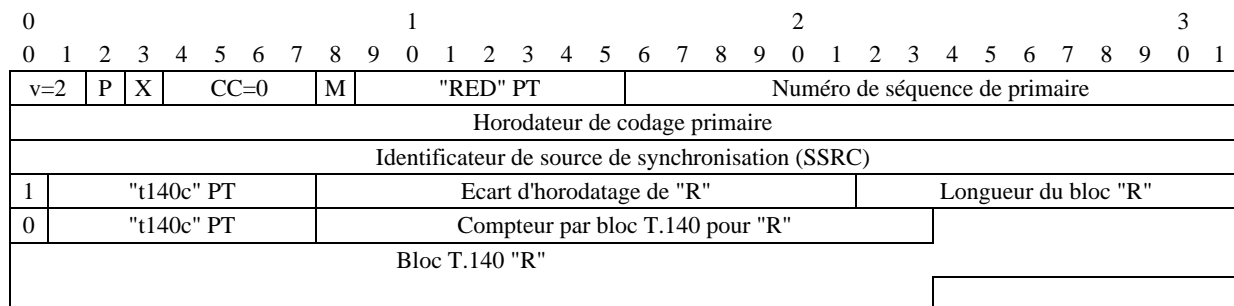 0 1 2 3
0 1 2 3 4 5 6 7 8 9 0 1 2 3 4 5 6 7 8 9 0 1 2 3 4 5 6 7 8 9 0 1
v=2 P X CC=0 M "RED" PT Numéro de séquence de primaire
Horodateur de codage primaire
Identificateur de source de synchronisation (SSRC)
1 "t140c" PT Ecart d'horodatage de "R" Longueur du bloc "R"
0 "t140c" PT Compteur par bloc T.140 pour "R"
Bloc T.140 "R"